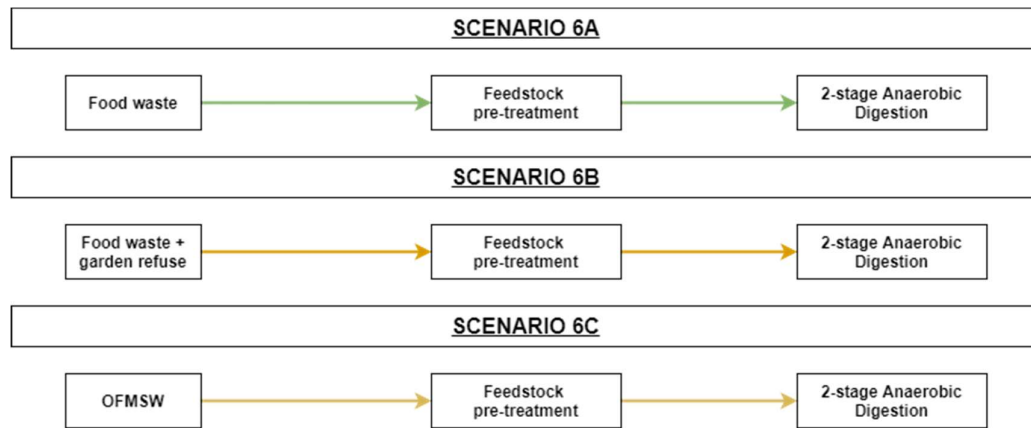 SCENARIO 6A
Food waste
Feedstock
pre-treatment
2-stage Anaerobic
Digestion
SCENARIO 6B
Food waste +
garden refuse
Feedstock
pre-treatment
2-stage Anaerobic
Digestion
SCENARIO 6C
OFMSW
Feedstock
pre-treatment
2-stage Anaerobic
Digestion